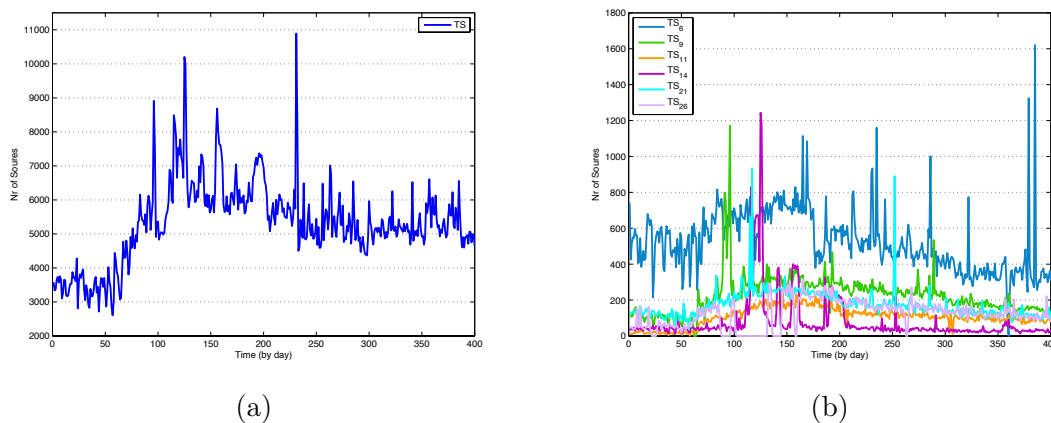 TS
11000
10000
9000
8000
7000
6000
5000
4000
3000
2000
0 50 100 150 200 250 300 350 400
Nr of Soures
Time (by day)
(a)
TS6
TS9
TS11
TS14
TS21
TS26
1800
1600
1400
1200
1000
800
600
400
200
0
0 50 100 150 200 250 300 350 400
Nr of Soures
Time (by day)
(b)